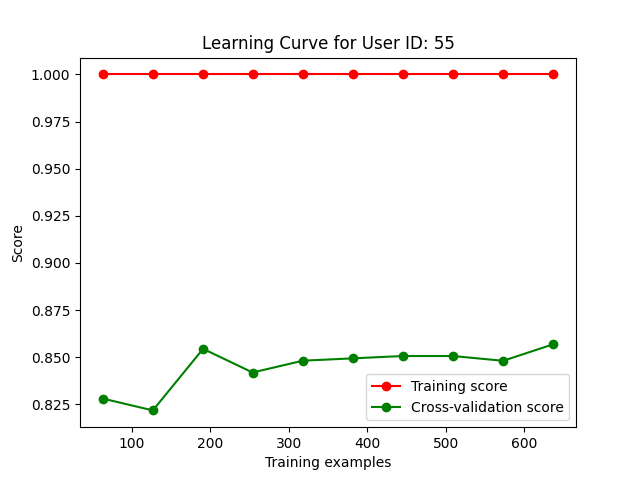 Learning Curve for User ID: 55
1.000
0.975
0.950
0.925
0.900
0.875
0.850
0.825
Score
Training score
Cross-validation score
100 200 300 400 500 600
Training examples